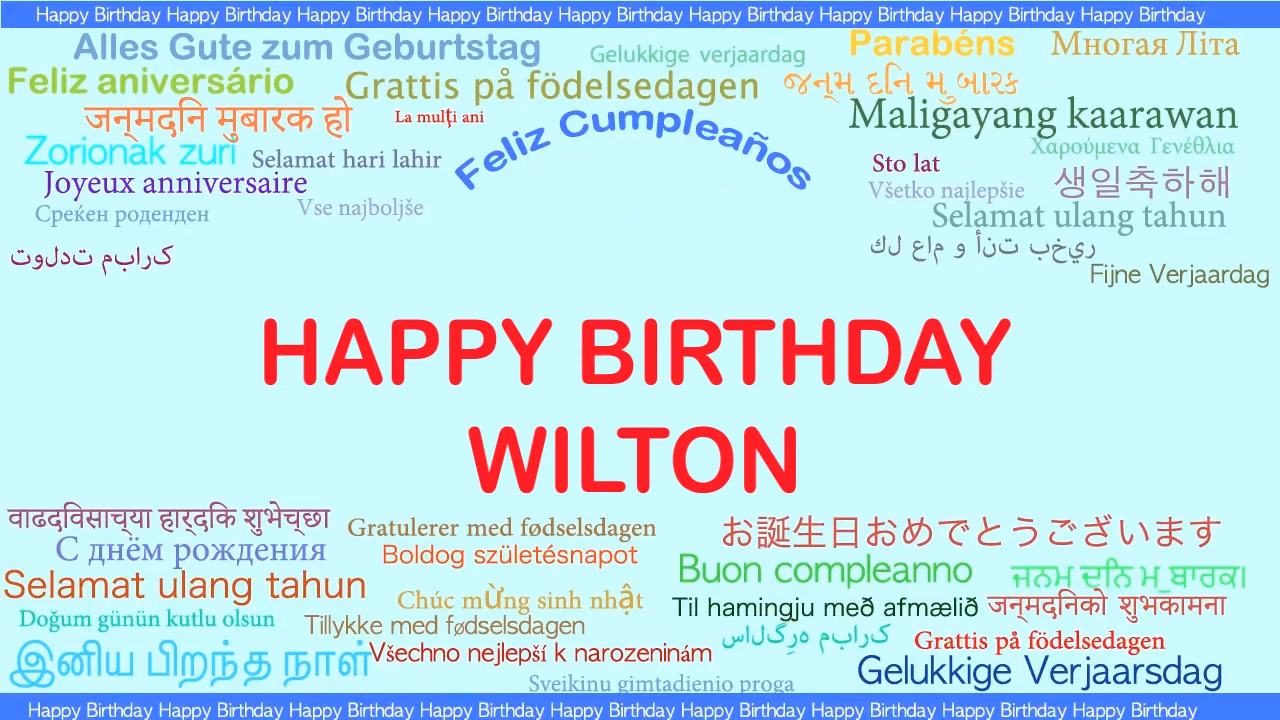 Happy Birthday Happy Birthday Happy Birthday Happy Birthday Happy Birthday Happy Birthday Happy Birthday Happy Birthday Happy Birthday
Alles Gute zum Geburtstag
Gelukkige verjaardag
Parabéns
Многая Літа
Feliz aniversário
Grattis på födelsedagen
જન્મ દિન મુબારક
जन्मदिन मुबारक हो
La mulţi ani
Feliz Cumpleaños
Maligayang kaarawan
Zorionak zuri
Selamat hari lahir
Χαρούμενα Γενέθλια
Sto lat
Joyeux anniversaire
Všetko najlepšie
생일축하해
Среќен роденден
Vse najboljše
Selamat ulang tahun
تولدت مبارک
كل عام و أنت بخير
Fijne Verjaardag
HAPPY BIRTHDAY
WILTON
वाढदिवसाच्या हार्दिक शुभेच्छा
Gratulerer med fødselsdagen
お誕生日おめでとうございます
С днём рождения
Boldog születésnapot
Buon compleanno
ਜਨਮ ਦਿਨ ਮੁਬਾਰਕ।
Selamat ulang tahun
Chúc mừng sinh nhật
Til hamingju með afmælið
जन्मदिनको शुभकामना
Doğum günün kutlu olsun
Tillykke med fødselsdagen
سالگرہ مبارک
Grattis på födelsedagen
இனிய பிறந்த நாள்
Všechno nejlepší k narozeninám
Gelukkige Verjaarsdag
Sveikinu gimtadienio proga
Happy Birthday Happy Birthday Happy Birthday Happy Birthday Happy Birthday Happy Birthday Happy Birthday Happy Birthday Happy Birthday